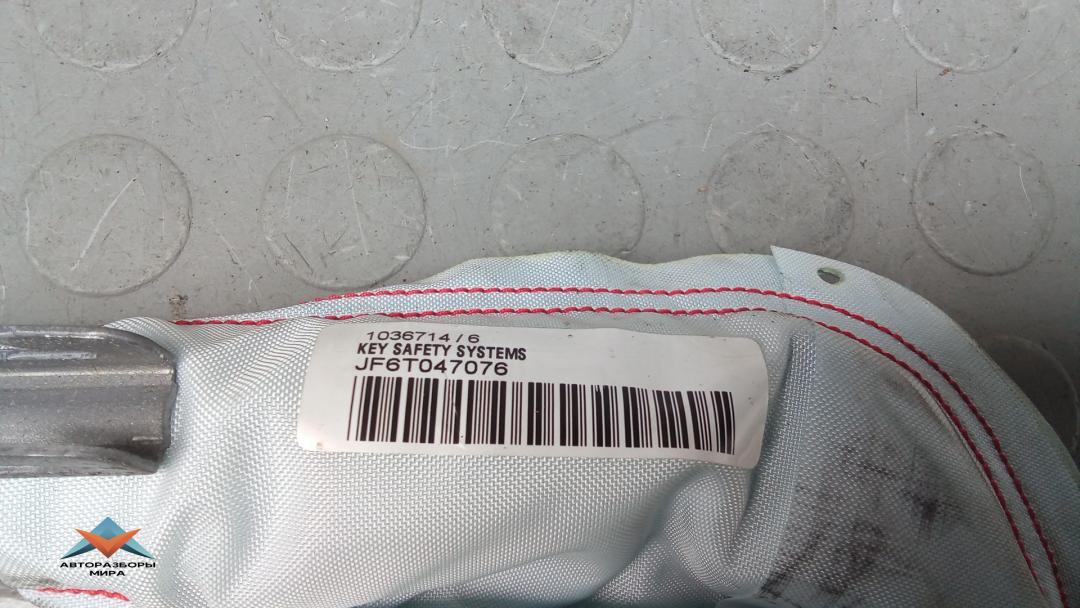 1036714/6
KEY SAFETY SYSTEMS
JF6T047076
АВТОРАЗБОРЫ
МИРА